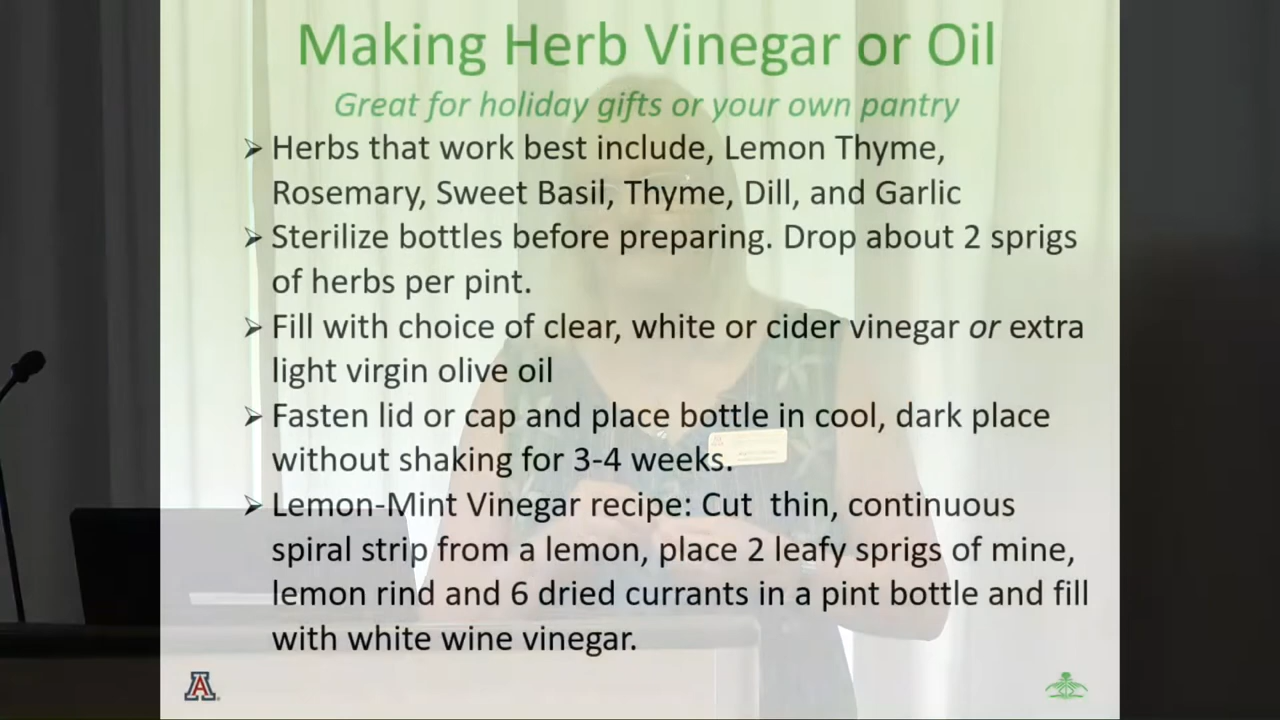 Making Herb Vinegar or Oil
Great for holiday gifts or your own pantry
➢ Herbs that work best include, Lemon Thyme,
Rosemary, Sweet Basil, Thyme, Dill, and Garlic
➢ Sterilize bottles before preparing. Drop about 2 sprigs
of herbs per pint.
➢ Fill with choice of clear, white or cider vinegar or extra
light virgin olive oil
➢ Fasten lid or cap and place bottle in cool, dark place
without shaking for 3-4 weeks.
➢ Lemon-Mint Vinegar recipe: Cut thin, continuous
spiral strip from a lemon, place 2 leafy sprigs of mine,
lemon rind and 6 dried currants in a pint bottle and fill
with white wine vinegar.
A